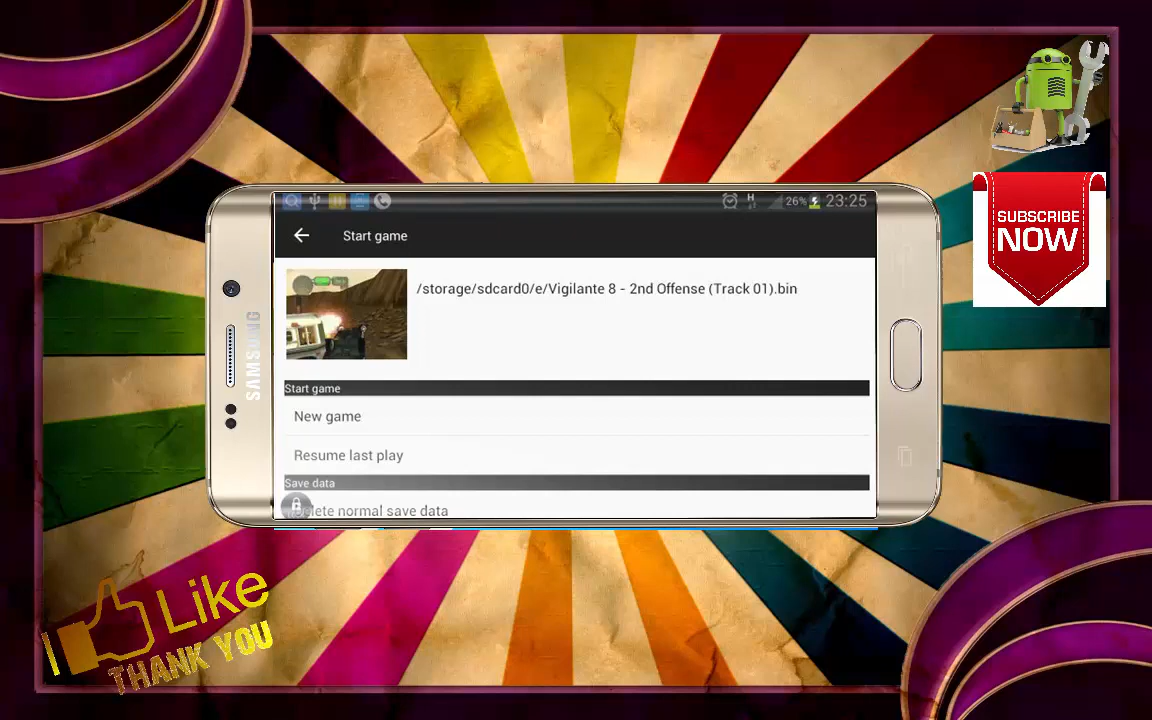 26% 23:25
Start game
/storage/sdcard0/e/Vigilante 8 - 2nd Offense (Track 01).bin
Start game
New game
Resume last play
Save data
lete normal save data
SAMSUNG
SUBSCRIBE
NOW
Like
THANK YOU